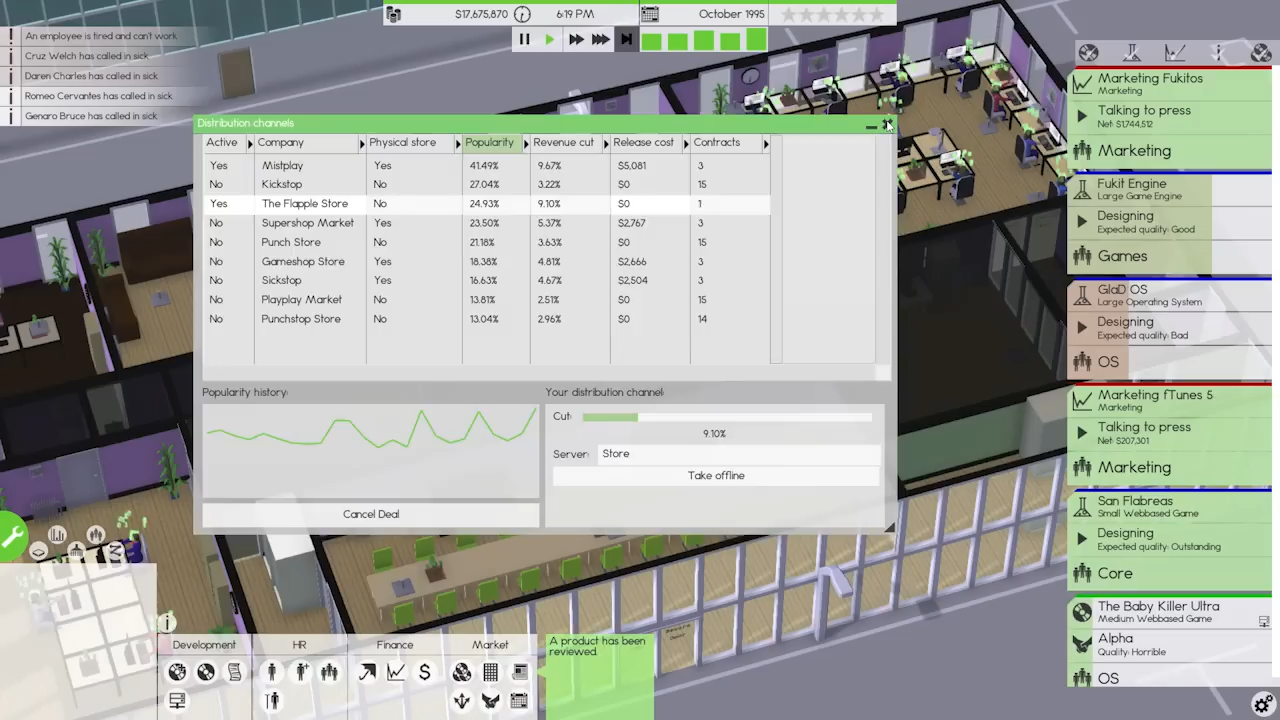 $17,675,870
6:19 PM
October 1995
An employee is tired and can't work
Cruz Welch has called in sick
Daren Charles has called in sick
Romeo Cervantes has called in sick
Genaro Bruce has called in sick
Distribution channels
Active Company Physical store Popularity Revenue cut Release cost Contracts
Yes Mistplay Yes 41.49% 9.67% $5,081 3
No Kickstop No 27.04% 3.22% $0 15
Yes The Flapple Store No 24.93% 9.10% $0 1
No Supershop Market Yes 23.50% 5.37% $2,767 3
No Punch Store No 21.18% 3.63% $0 15
No Gameshop Store Yes 18.38% 4.81% $2,666 3
No Sickstop Yes 16.63% 4.67% $2,504 3
No Playplay Market No 13.81% 2.51% $0 15
No Punchstop Store No 13.04% 2.96% $0 14
Popularity history:
Cancel Deal
Your distribution channel:
Cut:
9.10%
Server: Store
Take offline
Marketing Fukifos
Marketing
Talking to press
Net: $1,744,512
Marketing
Fukit Engine
Large Game Engine
Designing
Expected quality: Good
Games
GlaD OS
Large Operating System
Designing
Expected quality: Bad
OS
Marketing fTunes 5
Marketing
Talking to press
Net: $207,301
Marketing
San Flabreas
Small Webbased Game
Designing
Expected quality: Outstanding
Core
The Baby Killer Ultra
Medium Webbased Game
Alpha
Quality: Horrible
OS
Development
HR
Finance
Market
A product has been
reviewed.